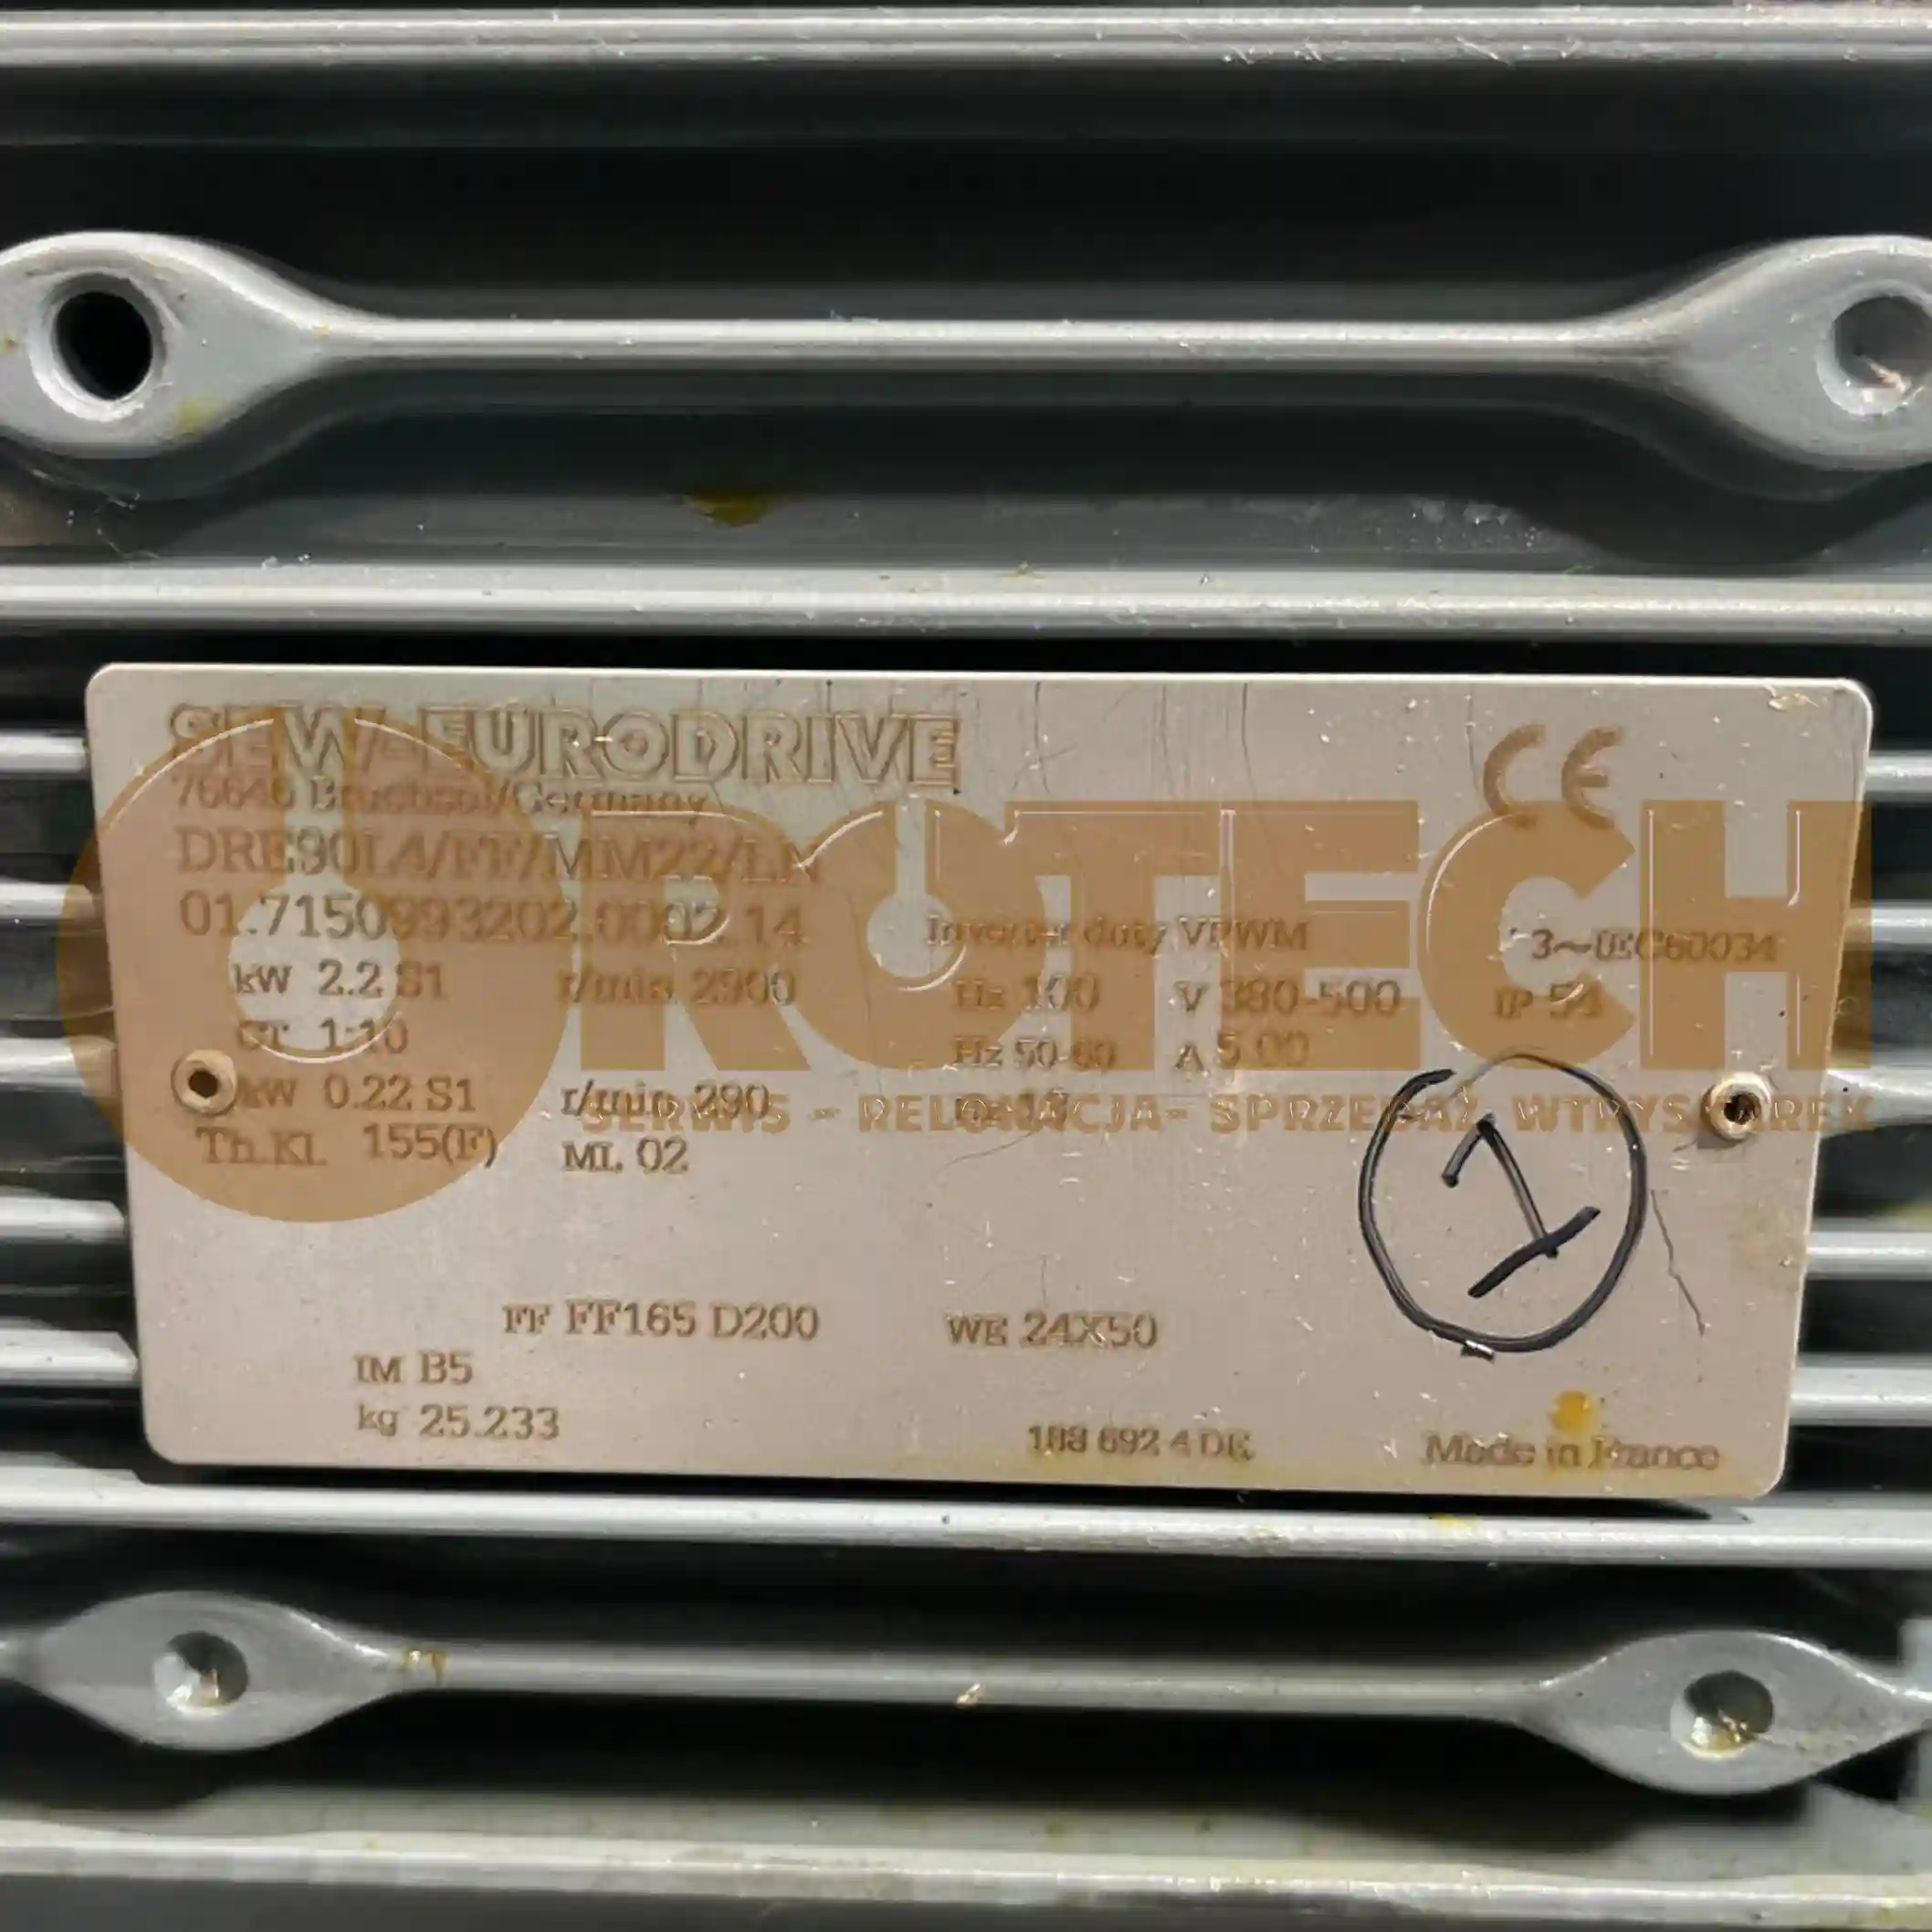 SEW-EURODRIVE
76646 Bruchsal/Germany
CE
DRE90L4/FF/MM22/LN
01.7150993202.0002.14
Inverter duty VPWM
3~IEC60034
kW 2.2 S1 r/min 2900 Hz 100 V 380-500 IP 54
CT 1:10 Hz 50-60 A 5.00
kW 0.22 S1 r/min 290 Hz
Th.Kl. 155(F) ML 02
1
FF FF165 D200 WE 24X50
IM B5
kg 25.233
188 692 4 DE
Made in France
ROTECH
SERWIS - RELOKACJA - SPRZEDAŻ WTRYSKAREK